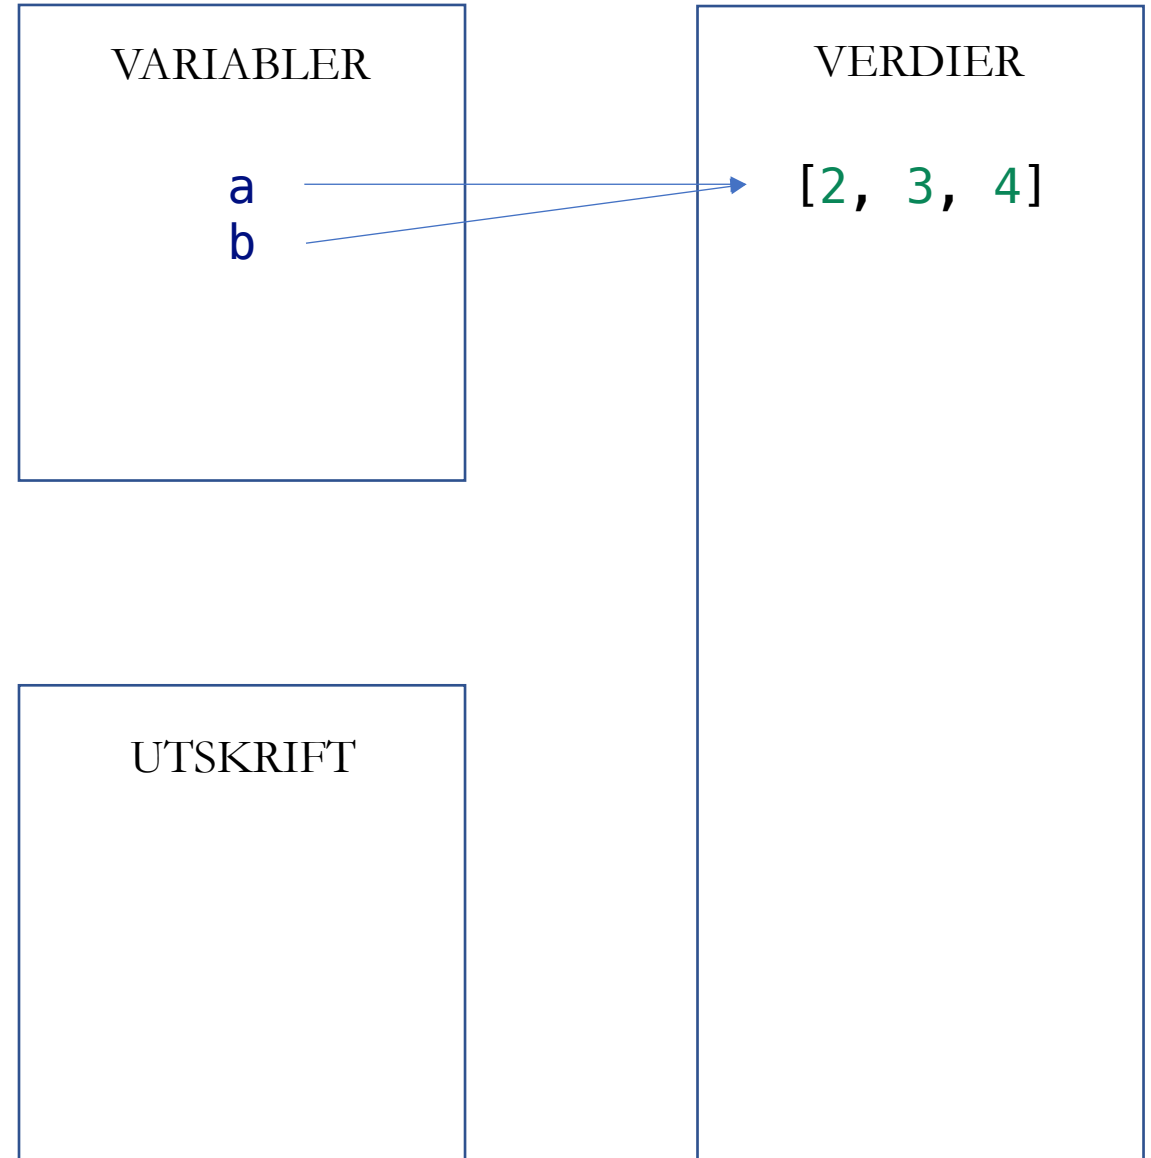 VARIABLER
a
b
VERDIER
[2, 3, 4]
UTSKRIFT